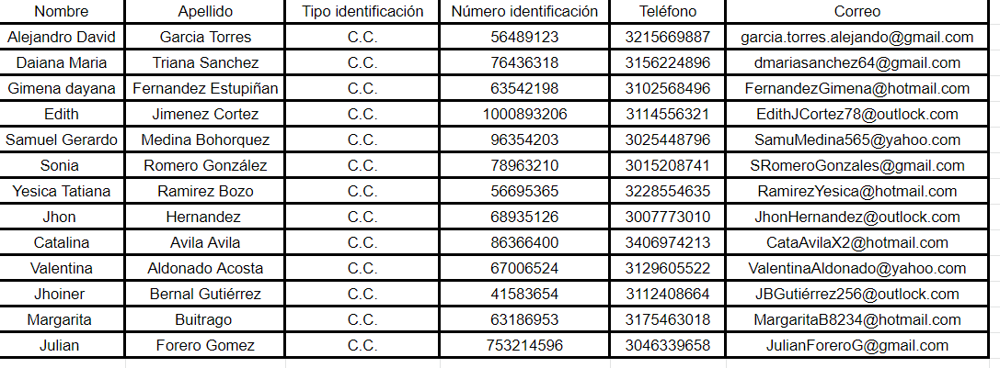 Nombre Apellido Tipo identificación Número identificación Teléfono Correo
Alejandro David Garcia Torres C.C. 56489123 3215669887 garcia.torres.alejando@gmail.com
Daiana Maria Triana Sanchez C.C. 76436318 3156224896 dmariasanchez64@gmail.com
Gimena dayana Fernandez Estupiñan C.C. 63542198 3102568496 FernandezGimena@hotmail.com
Edith Jimenez Cortez C.C. 1000893206 3114556321 EdithJCortez78@outlock.com
Samuel Gerardo Medina Bohorquez C.C. 96354203 3025448796 SamuMedina565@yahoo.com
Sonia Romero González C.C. 78963210 3015208741 SRomeroGonzales@gmail.com
Yesica Tatiana Ramirez Bozo C.C. 56695365 3228554635 RamirezYesica@hotmail.com
Jhon Hernandez C.C. 68935126 3007773010 JhonHernandez@outlock.com
Catalina Avila Avila C.C. 86366400 3406974213 CataAvilaX2@hotmail.com
Valentina Aldonado Acosta C.C. 67006524 3129605522 ValentinaAldonado@yahoo.com
Jhoiner Bernal Gutiérrez C.C. 41583654 3112408664 JBGutiérrez256@outlock.com
Margarita Buitrago C.C. 63186953 3175463018 MargaritaB8234@hotmail.com
Julian Forero Gomez C.C. 753214596 3046339658 JulianForeroG@gmail.com